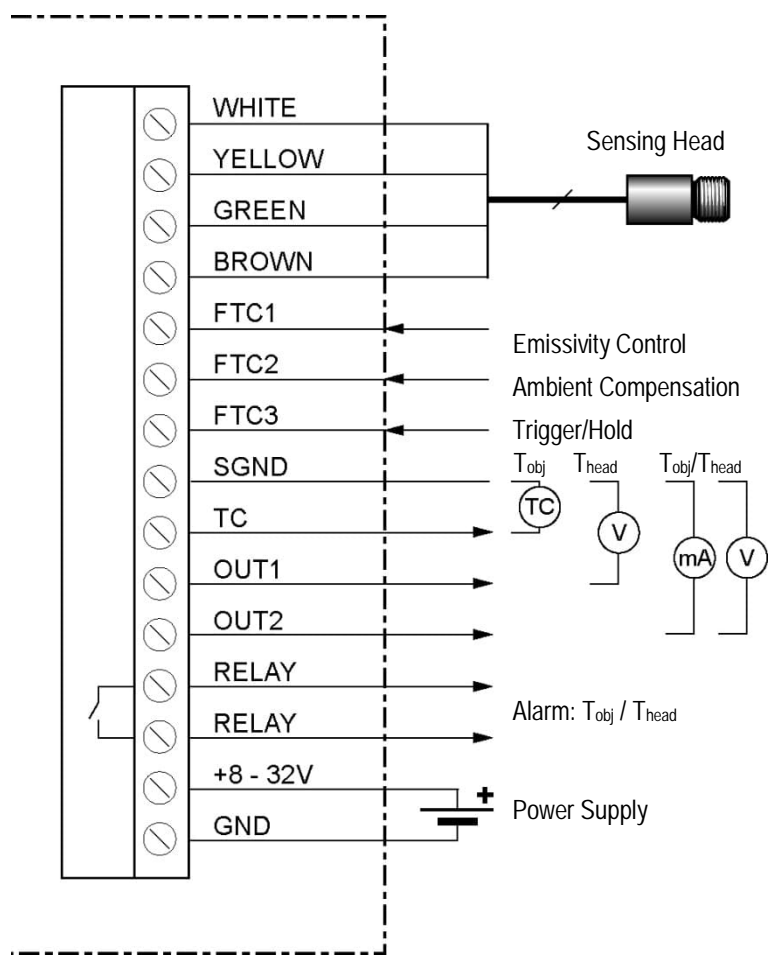 WHITE
YELLOW
Sensing Head
GREEN
BROWN
FTC1
Emissivity Control
FTC2
Ambient Compensation
FTC3
Trigger/Hold
SGND
Tobj Thead Tobj/Thead
TC
TC
V
mA
V
OUT1
OUT2
RELAY
Alarm: Tobj / Thead
RELAY
+8 - 32V
+
Power Supply
GND